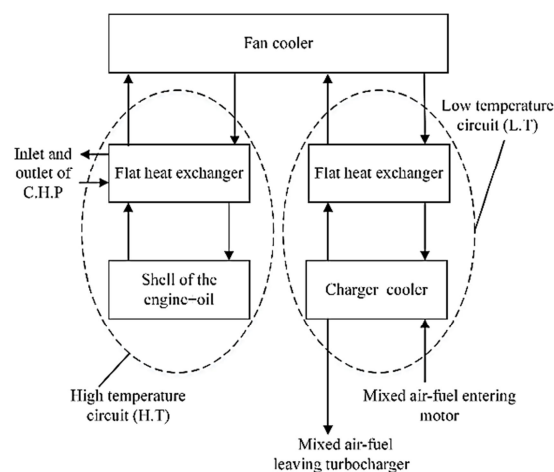 Fan cooler
Low temperature
circuit (L.T)
Inlet and
outlet of
C.H.P
Flat heat exchanger
Flat heat exchanger
Shell of the
engine-oil
Charger cooler
High temperature
circuit (H.T)
Mixed air-fuel entering
motor
Mixed air-fuel
leaving turbocharger